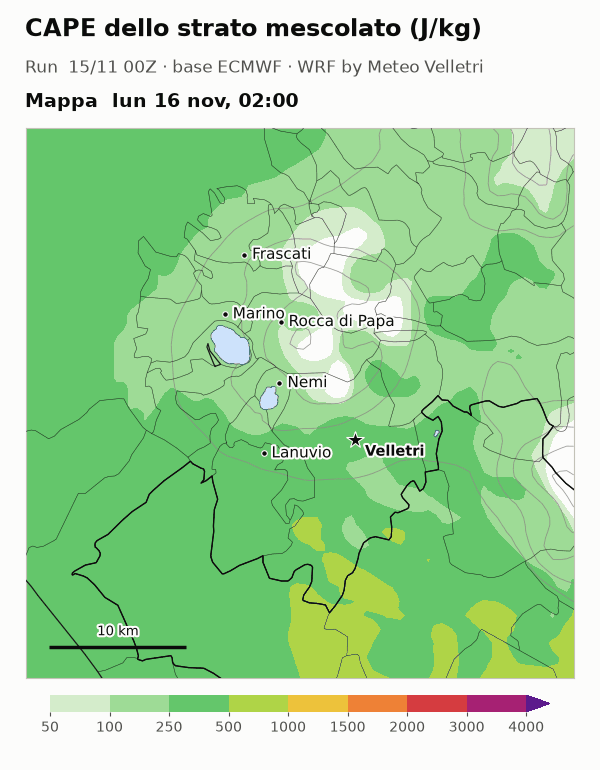 CAPE dello strato mescolato (J/kg)
Run  15/11 00Z · base ECMWF · WRF by Meteo Velletri
Mappa  lun 16 nov, 02:00
Frascati
Marino
Rocca di Papa
Nemi
Velletri
Lanuvio
10 km
50 100 250 500 1000 1500 2000 3000 4000